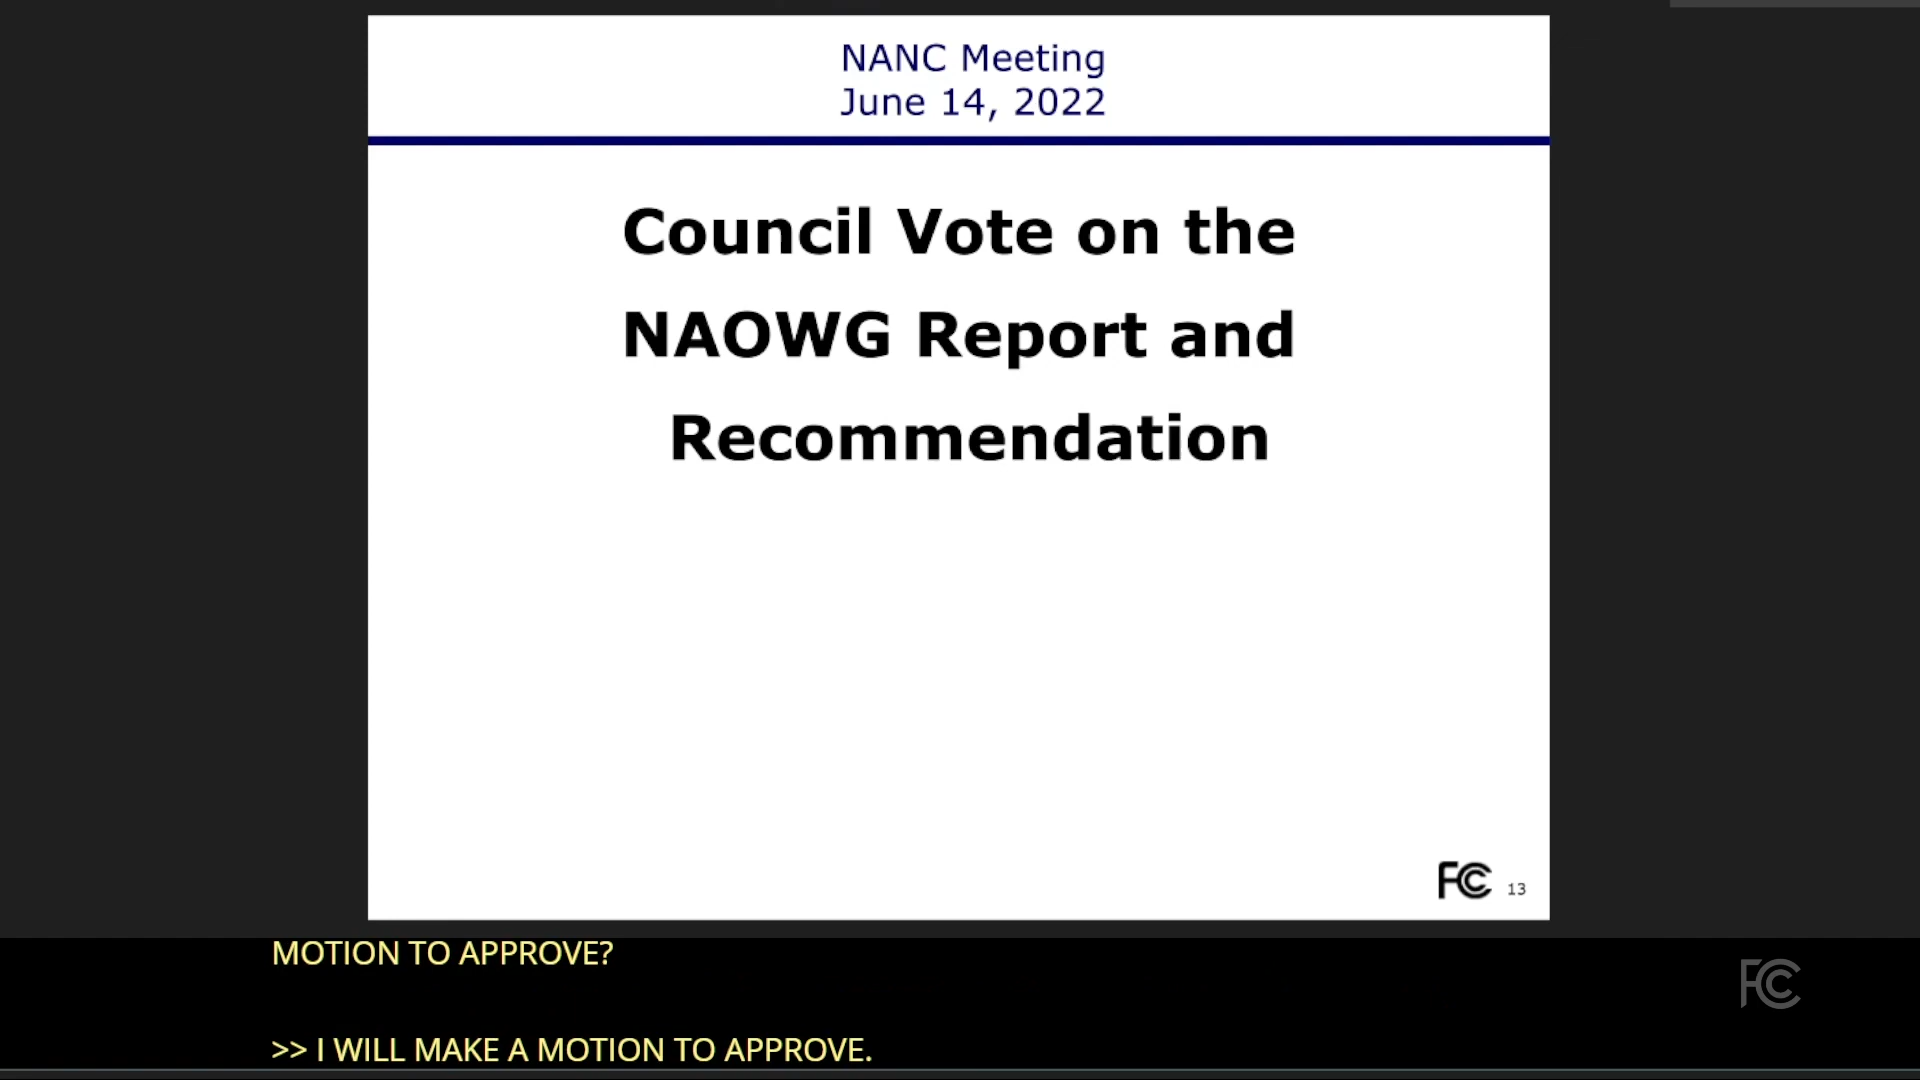 NANC Meeting
June 14, 2022
Council Vote on the
NAOWG Report and
Recommendation
FCC 13
MOTION TO APPROVE?
FCC
>> I WILL MAKE A MOTION TO APPROVE.